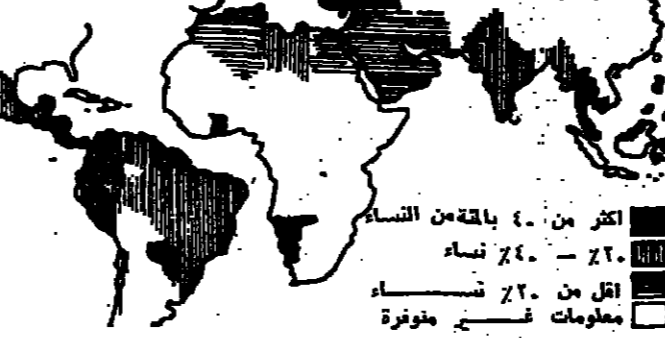 اكثر من ٤٠ بالمئة من النساء
٢٠٪ – ٤٠٪ نساء
اقل من ٢٠٪ نساء
معلومات غير متوفرة